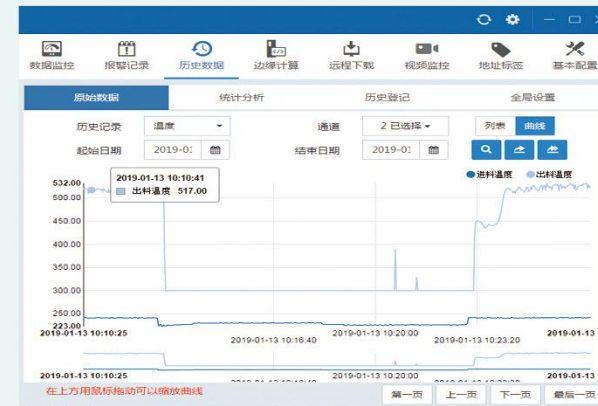 数据监控 报警记录 历史数据 边缘计算 远程下载 视频监控 地址标签 基本配置
原始数据 统计分析 历史登记 全局设置
历史记录 温度 通道 2 已选择 列表 曲线
起始日期 2019-01 结束日期 2019-01
进料温度 出料温度
2019-01-13 10:10:41
出料温度 517.00
532.00
500.00
450.00
400.00
350.00
300.00
250.00
223.00
2019-01-13 10:10:25 2019-01-13 10:16:40 2019-01-13 10:20:00 2019-01-13 10:23:20 2019-01-13
2019-01-13 10:10:25 2019-01-13 10:20:00 2019-01-13
在上方用鼠标拖动可以缩放曲线
第一页 上一页 下一页 最后一页